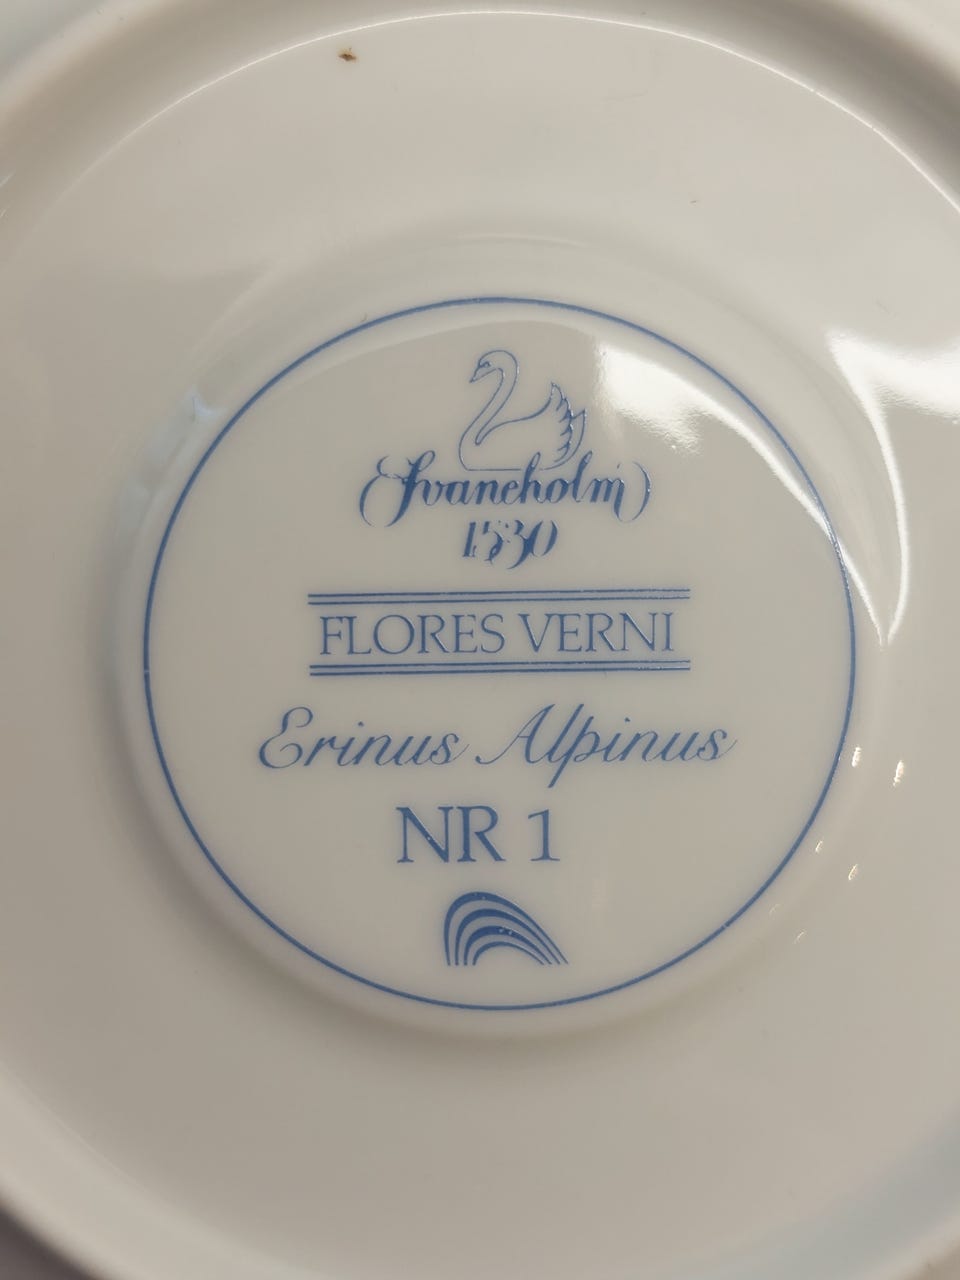 Svaneholm
1530
FLORES VERNI
Erinus Alpinus
NR 1